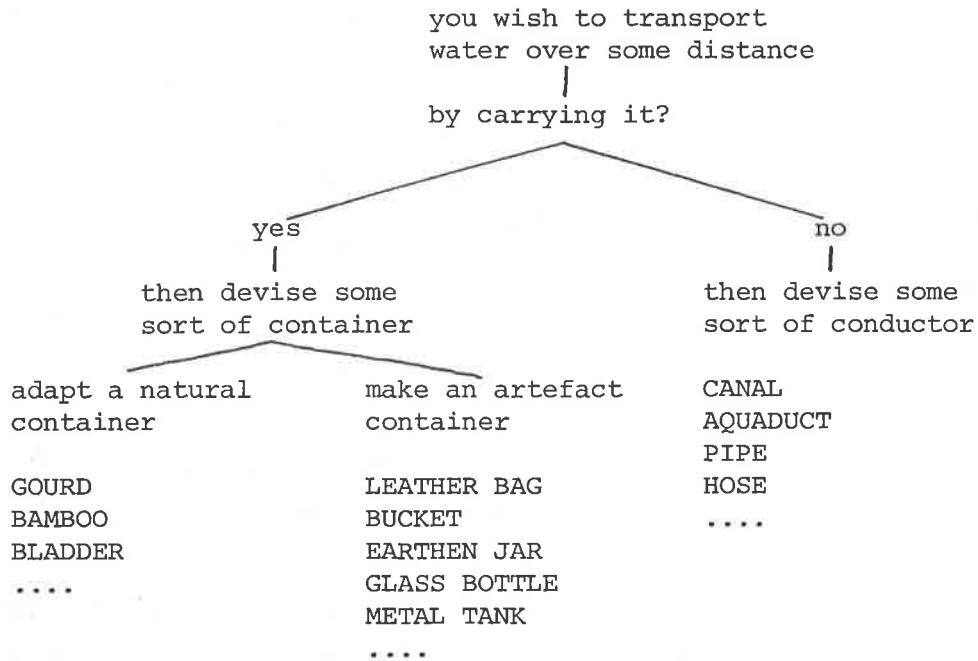 you wish to transport
water over some distance
by carrying it?
yes
no
then devise some
sort of container
then devise some
sort of conductor
adapt a natural
container
GOURD
BAMBOO
BLADDER
....
make an artefact
container
LEATHER BAG
BUCKET
EARTHEN JAR
GLASS BOTTLE
METAL TANK
....
CANAL
AQUADUCT
PIPE
HOSE
....